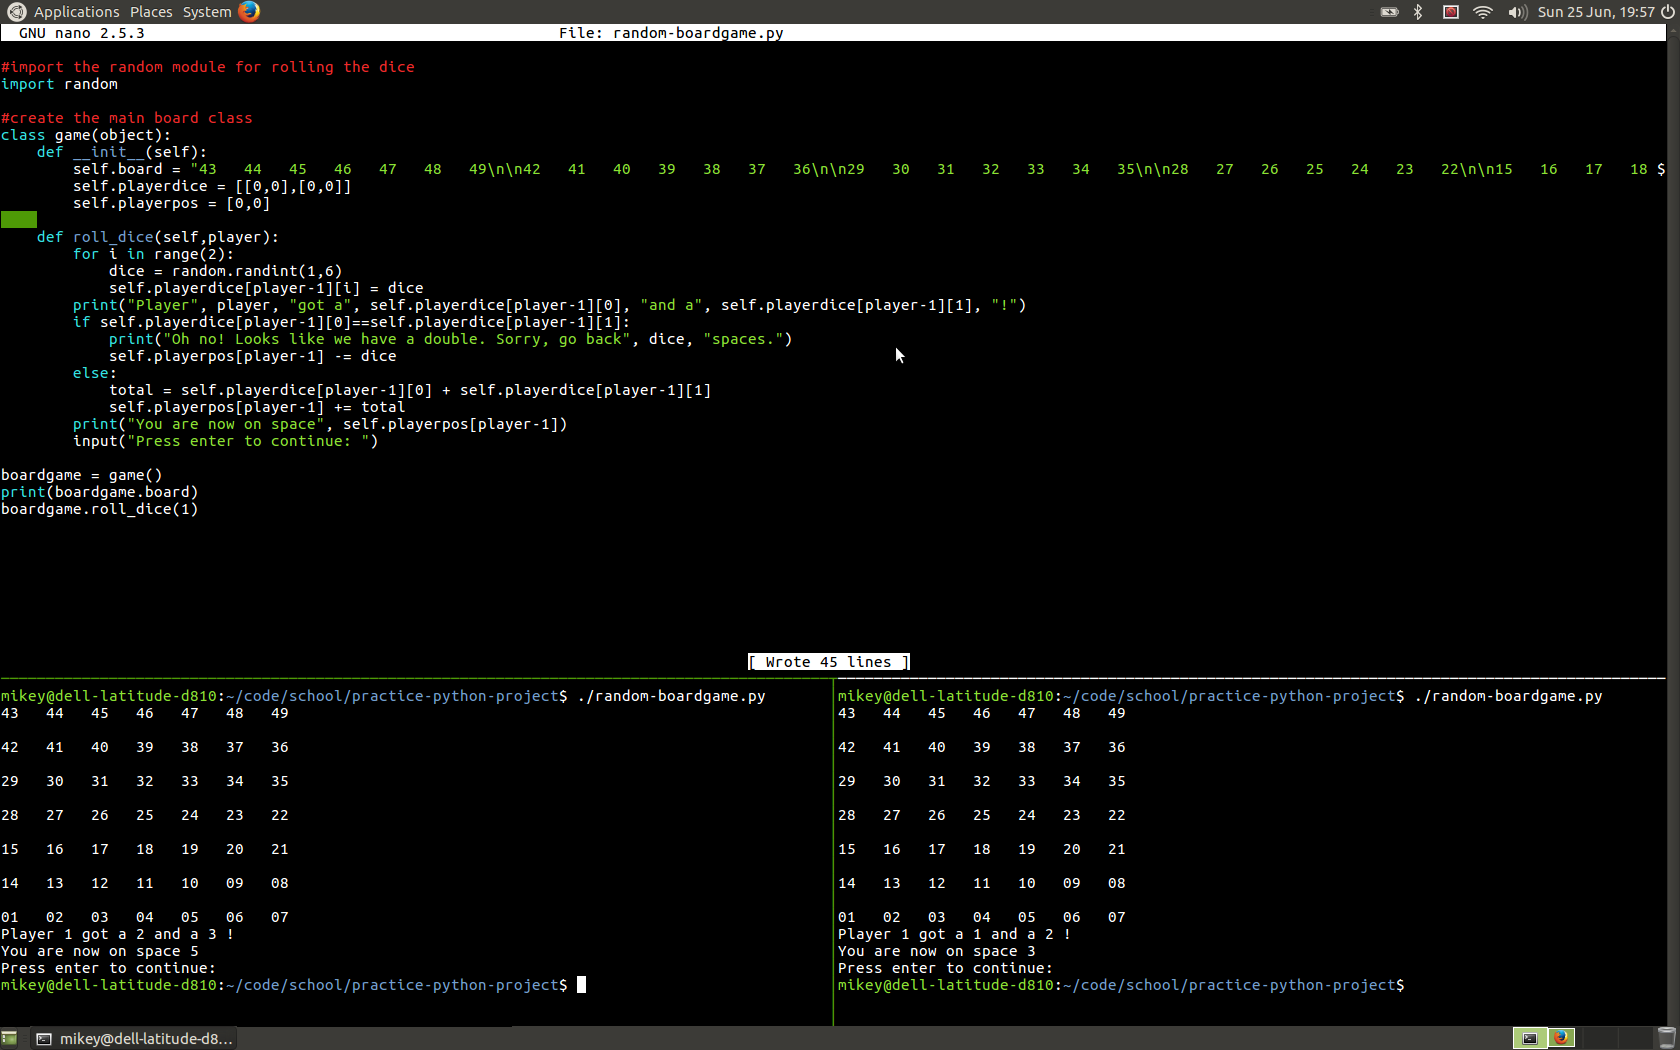 Applications Places System Sun 25 Jun, 19:57
GNU nano 2.5.3 File: random-boardgame.py
#import the random module for rolling the dice
import random
#create the main board class
class game(object):
    def __init__(self):
        self.board = "43   44   45   46   47   48   49\n\n42   41   40   39   38   37   36\n\n29   30   31   32   33   34   35\n\n28   27   26   25   24   23   22\n\n15   16   17   18 $
        self.playerdice = [[0,0],[0,0]]
        self.playerpos = [0,0]
    def roll_dice(self,player):
        for i in range(2):
            dice = random.randint(1,6)
            self.playerdice[player-1][i] = dice
        print("Player", player, "got a", self.playerdice[player-1][0], "and a", self.playerdice[player-1][1], "!")
        if self.playerdice[player-1][0]==self.playerdice[player-1][1]:
            print("Oh no! Looks like we have a double. Sorry, go back", dice, "spaces.")
            self.playerpos[player-1] -= dice
        else:
            total = self.playerdice[player-1][0] + self.playerdice[player-1][1]
            self.playerpos[player-1] += total
        print("You are now on space", self.playerpos[player-1])
        input("Press enter to continue: ")
boardgame = game()
print(boardgame.board)
boardgame.roll_dice(1)
[ Wrote 45 lines ]
mikey@dell-latitude-d810:~/code/school/practice-python-project$ ./random-boardgame.py
43   44   45   46   47   48   49
42   41   40   39   38   37   36
29   30   31   32   33   34   35
28   27   26   25   24   23   22
15   16   17   18   19   20   21
14   13   12   11   10   09   08
01   02   03   04   05   06   07
Player 1 got a 2 and a 3 !
You are now on space 5
Press enter to continue:
mikey@dell-latitude-d810:~/code/school/practice-python-project$
mikey@dell-latitude-d810:~/code/school/practice-python-project$ ./random-boardgame.py
43   44   45   46   47   48   49
42   41   40   39   38   37   36
29   30   31   32   33   34   35
28   27   26   25   24   23   22
15   16   17   18   19   20   21
14   13   12   11   10   09   08
01   02   03   04   05   06   07
Player 1 got a 1 and a 2 !
You are now on space 3
Press enter to continue:
mikey@dell-latitude-d810:~/code/school/practice-python-project$
mikey@dell-latitude-d8...